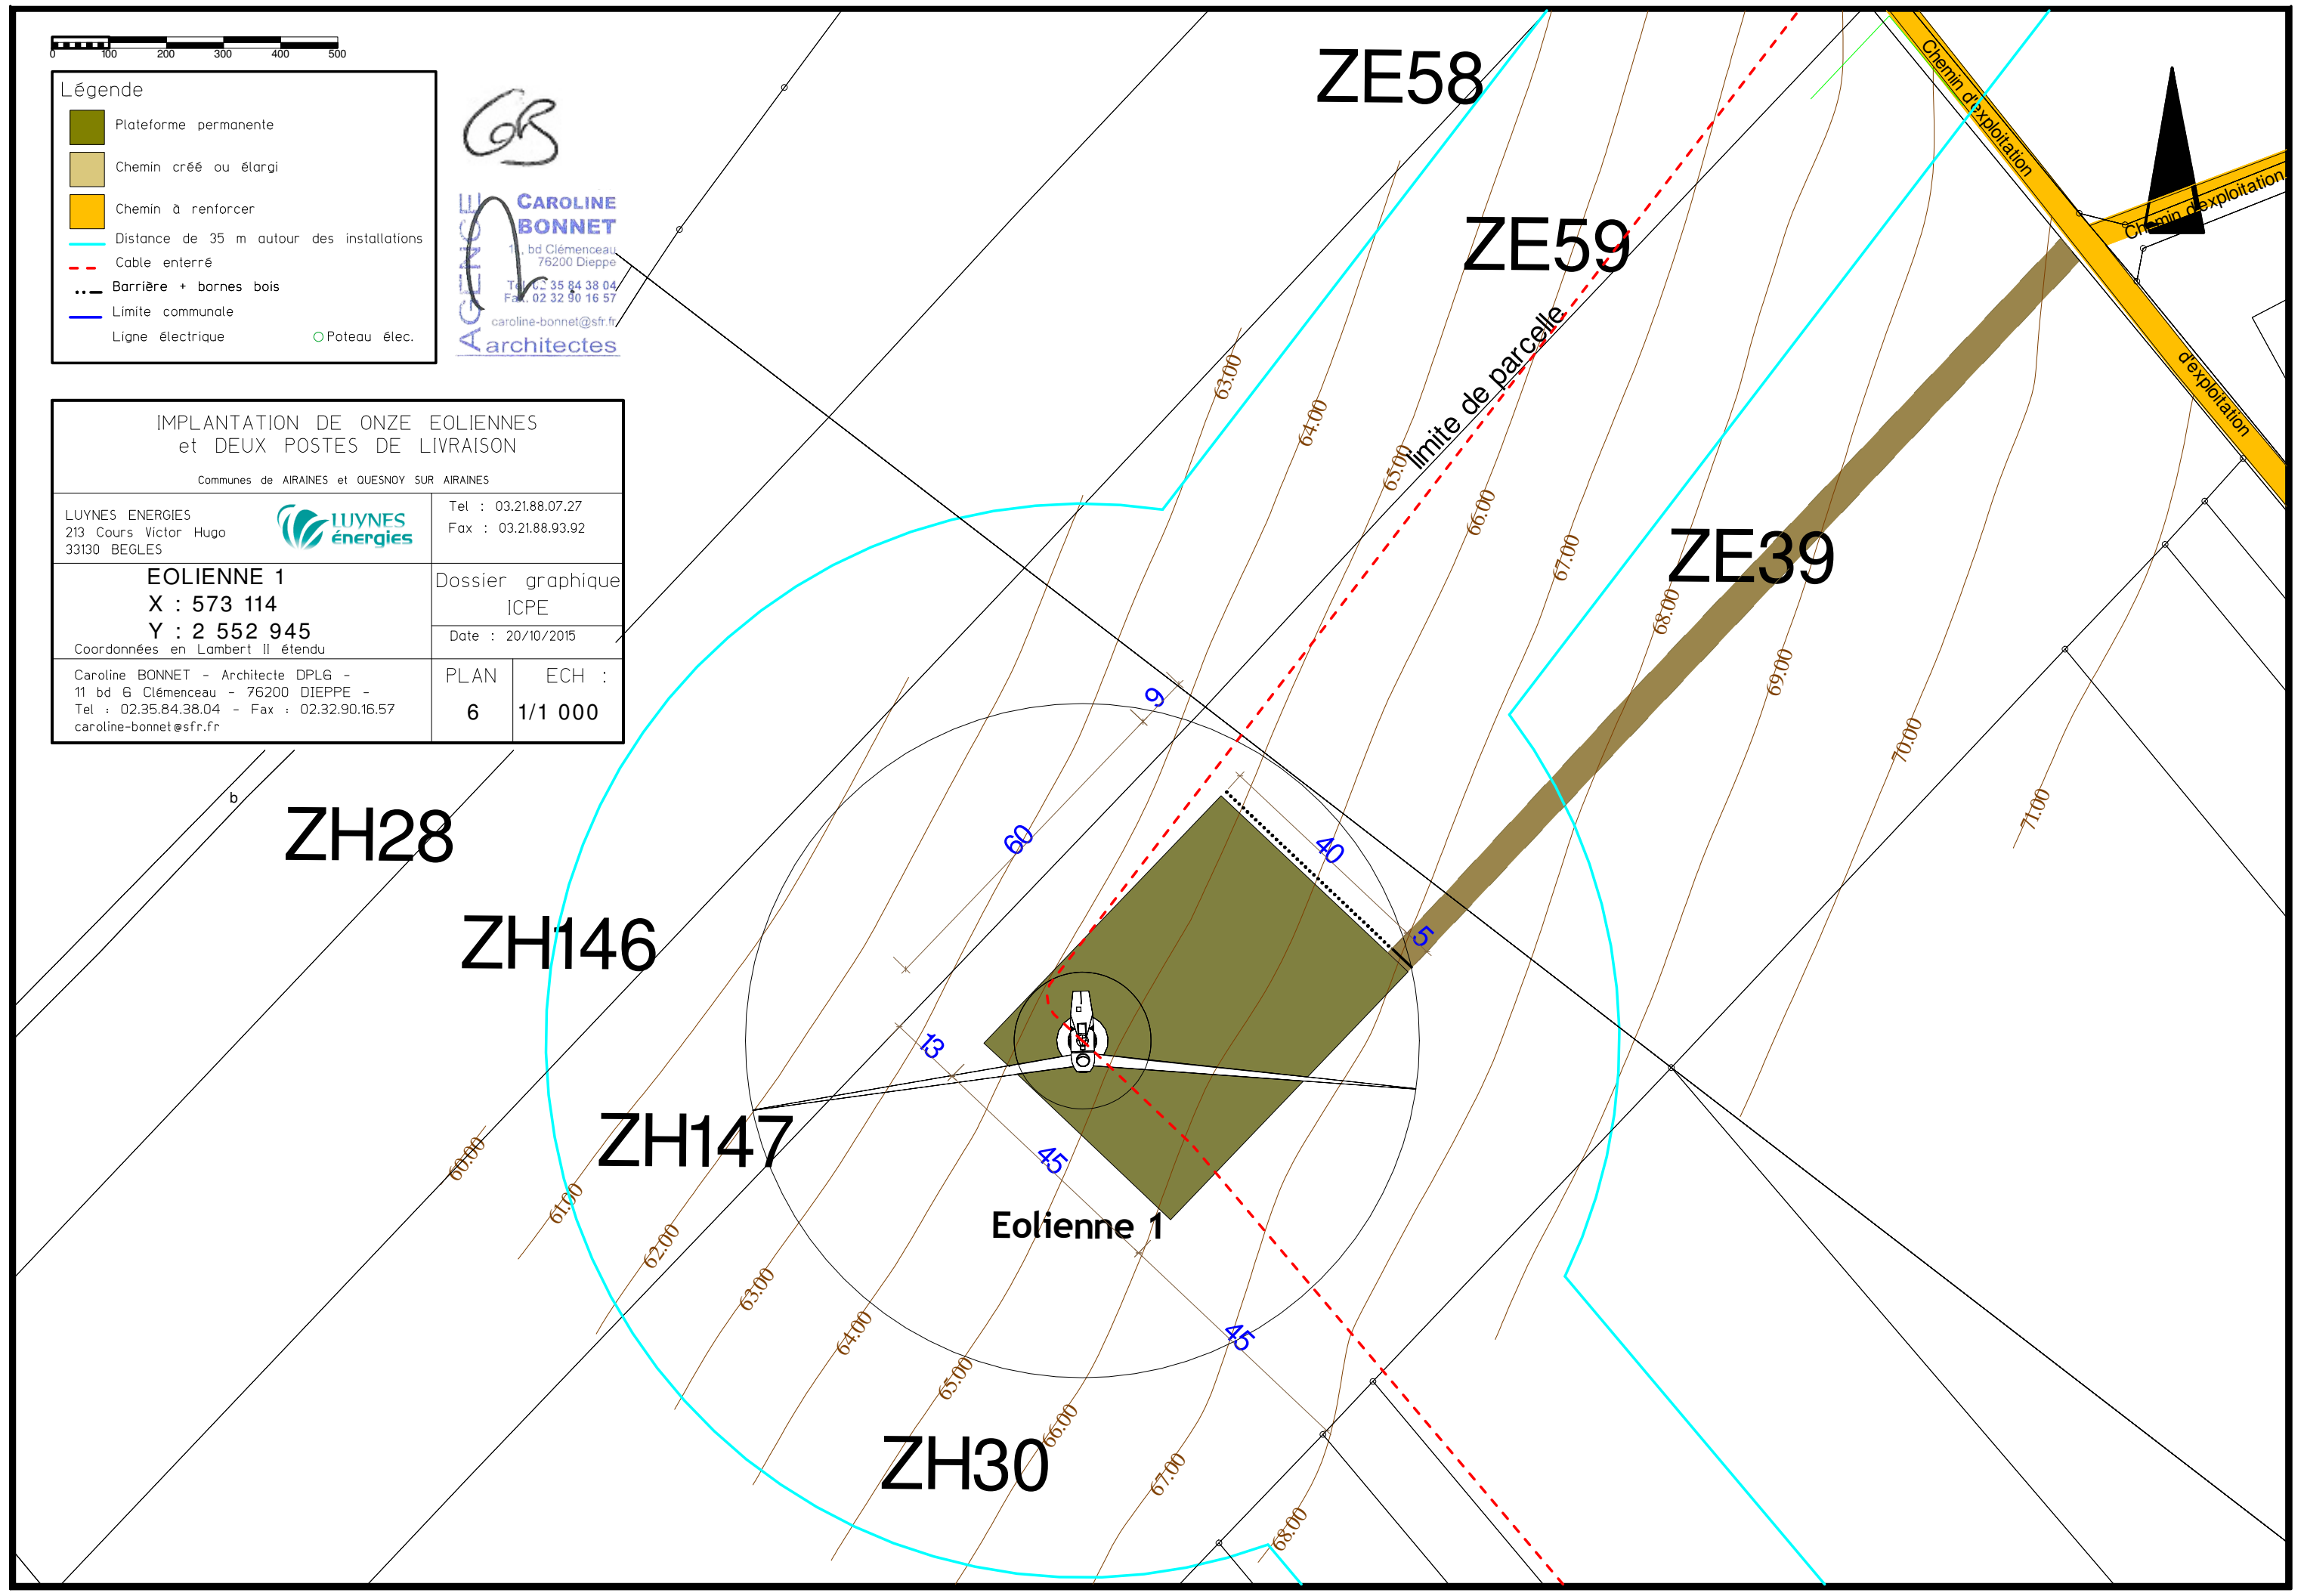 0 100 200 300 400 500
Légende
Plateforme permanente
Chemin créé ou élargi
Chemin à renforcer
Distance de 35 m autour des installations
Cable enterré
Barrière + bornes bois
Limite communale
Ligne électrique
Poteau élec.
AGENCE
CAROLINE
BONNET
bd Clémenceau
76200 Dieppe
35 84 38 04
02 32 90 16 57
caroline-bonnet@sfr.fr
architectes
IMPLANTATION DE ONZE EOLIENNES
et DEUX POSTES DE LIVRAISON
Communes de AIRAINES et QUESNOY SUR AIRAINES
LUYNES ENERGIES
213 Cours Victor Hugo
33130 BEGLES
LUYNES
énergies
Tel : 03.21.88.07.27
Fax : 03.21.88.93.92
EOLIENNE 1
X : 573 114
Y : 2 552 945
Coordonnées en Lambert II étendu
Dossier graphique
ICPE
Date : 20/10/2015
Caroline BONNET - Architecte DPLG -
11 bd G Clémenceau - 76200 DIEPPE -
Tel : 02.35.84.38.04 - Fax : 02.32.90.16.57
caroline-bonnet@sfr.fr
PLAN
6
ECH :
1/1 000
ZE58
ZE59
ZE39
Chemin d'exploitation
Chemin d'exploitation
d'exploitation
limite de parcelle
63.00
64.00
65.00
66.00
67.00
68.00
69.00
70.00
71.00
9
60
40
5
13
45
45
b
ZH28
ZH146
ZH147
ZH30
Eolienne 1
60.00
61.00
62.00
63.00
64.00
65.00
66.00
67.00
68.00